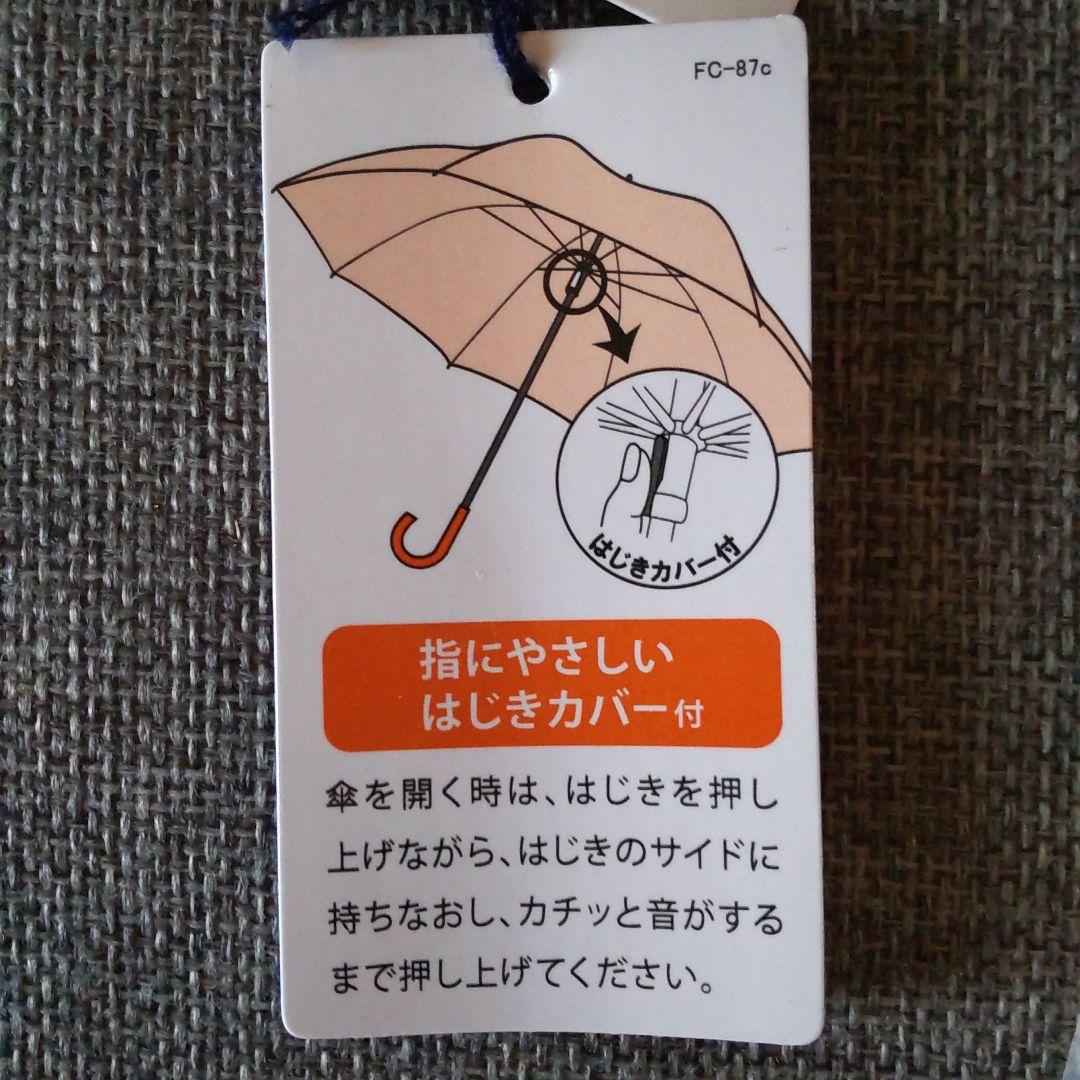 FC-87c
はじきカバー付
指にやさしい
はじきカバー付
傘を開く時は、はじきを押し
上げながら、はじきのサイドに
持ちなおし、カチッと音がする
まで押し上げてください。